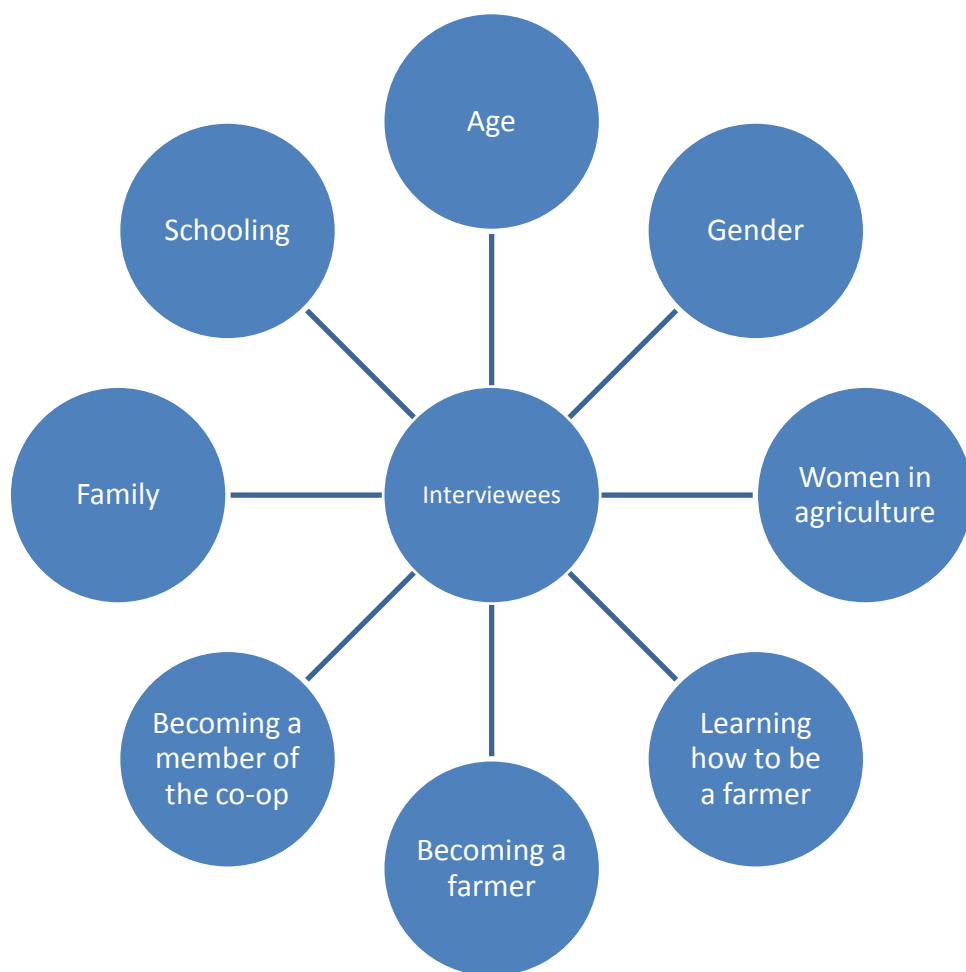 Age
Schooling
Gender
Family
Interviewees
Women in
agriculture
Becoming a
member of
the co-op
Learning
how to be
a farmer
Becoming a
farmer